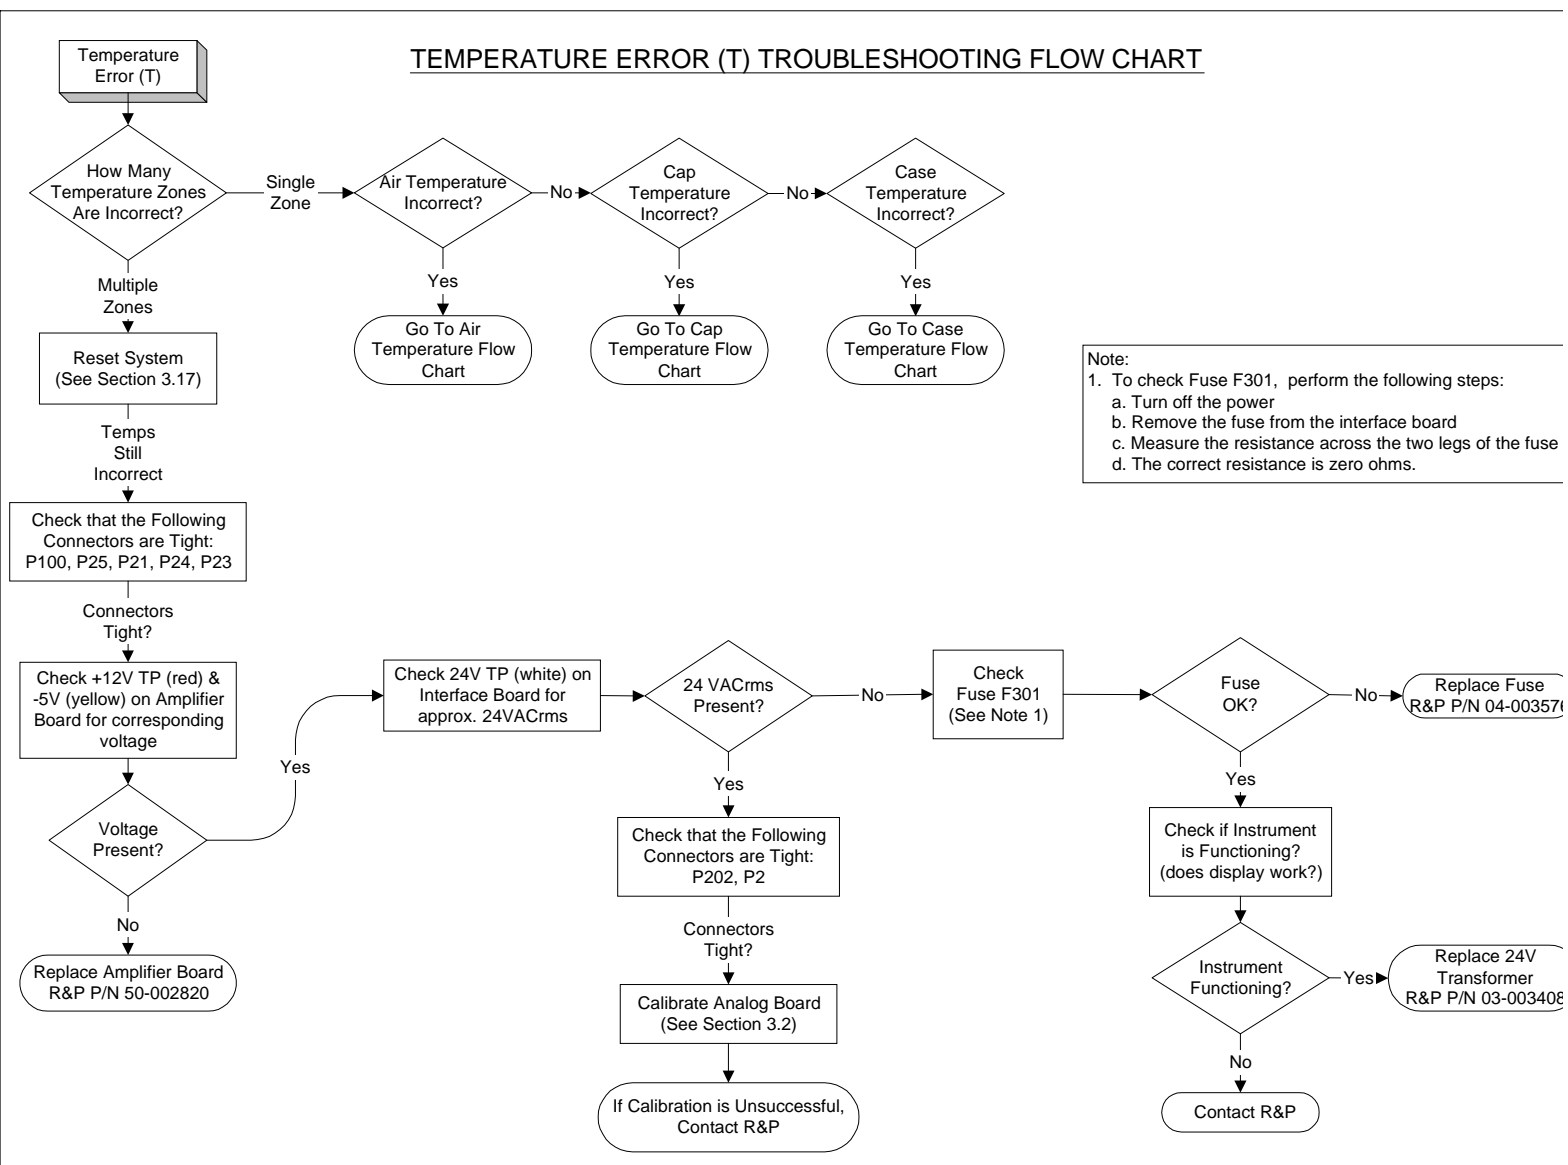 TEMPERATURE ERROR (T) TROUBLESHOOTING FLOW CHART
Temperature
Error (T)
How Many
Temperature Zones
Are Incorrect?
Single
Zone
Air Temperature
Incorrect?
No
Cap
Temperature
Incorrect?
No
Case
Temperature
Incorrect?
Yes
Yes
Yes
Go To Air
Temperature Flow
Chart
Go To Cap
Temperature Flow
Chart
Go To Case
Temperature Flow
Chart
Multiple
Zones
Reset System
(See Section 3.17)
Note:
1. To check Fuse F301, perform the following steps:
a. Turn off the power
b. Remove the fuse from the interface board
c. Measure the resistance across the two legs of the fuse
d. The correct resistance is zero ohms.
Temps
Still
Incorrect
Check that the Following
Connectors are Tight:
P100, P25, P21, P24, P23
Connectors
Tight?
Check +12V TP (red) &
-5V (yellow) on Amplifier
Board for corresponding
voltage
Voltage
Present?
No
Replace Amplifier Board
R&P P/N 50-002820
Yes
Check 24V TP (white) on
Interface Board for
approx. 24VACrms
24 VACrms
Present?
No
Check
Fuse F301
(See Note 1)
Fuse
OK?
No
Replace Fuse
R&P P/N 04-003576
Yes
Check that the Following
Connectors are Tight:
P202, P2
Connectors
Tight?
Calibrate Analog Board
(See Section 3.2)
If Calibration is Unsuccessful,
Contact R&P
Yes
Check if Instrument
is Functioning?
(does display work?)
Instrument
Functioning?
Yes
Replace 24V
Transformer
R&P P/N 03-003408
No
Contact R&P